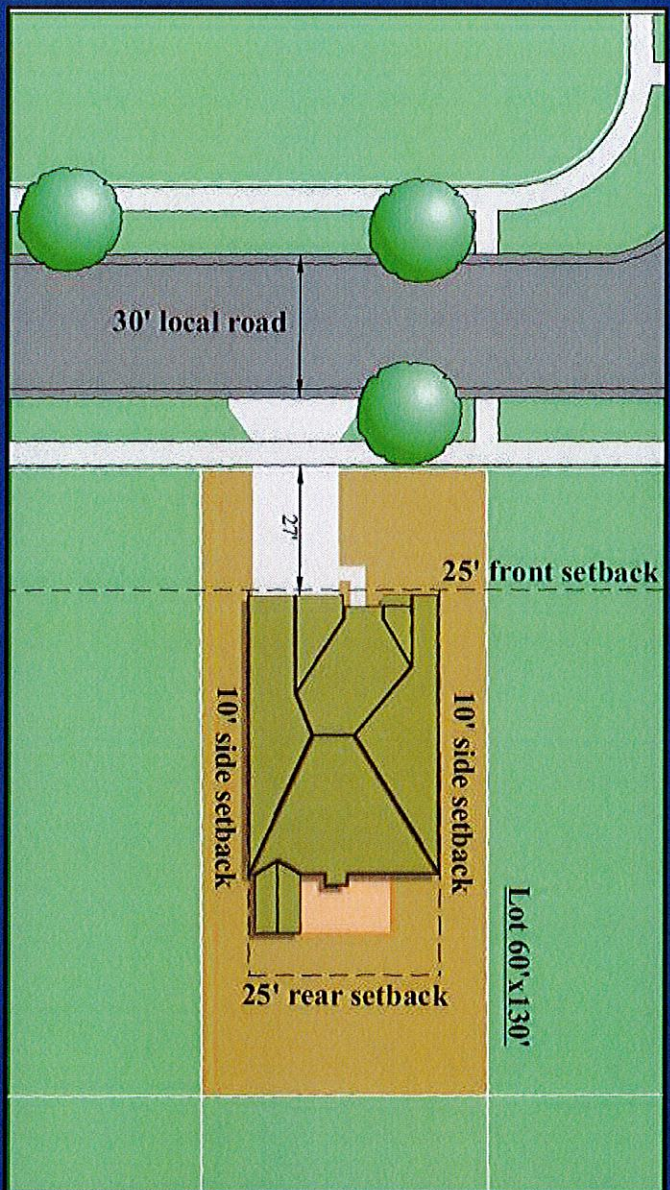 30' local road
27'
25' front setback
10' side setback
10' side setback
Lot 60'x130'
25' rear setback